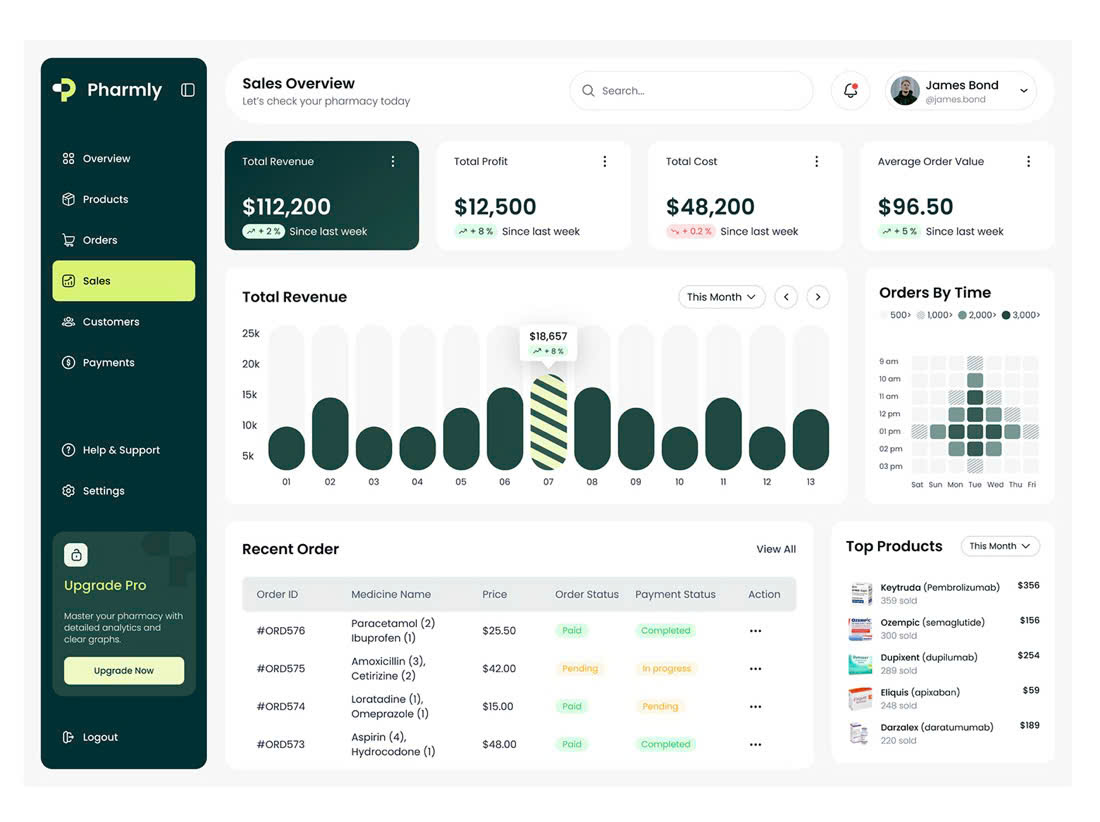 Pharmly
Overview
Products
Orders
Sales
Customers
Payments
Help & Support
Settings
Upgrade Pro
Master your pharmacy with
detailed analytics and
clear graphs.
Upgrade Now
Logout
Sales Overview
Let's check your pharmacy today
Search...
James Bond
@james.bond
Total Revenue
$112,200
+ 2 % Since last week
Total Profit
$12,500
+ 8 % Since last week
Total Cost
$48,200
+ 0.2 % Since last week
Average Order Value
$96.50
+ 5 % Since last week
Total Revenue
This Month
25k
20k
15k
10k
5k
$18,657
+ 8 %
01 02 03 04 05 06 07 08 09 10 11 12 13
Orders By Time
500> 1,000> 2,000> 3,000>
9 am
10 am
11 am
12 pm
01 pm
02 pm
03 pm
Sat Sun Mon Tue Wed Thu Fri
Recent Order
View All
Order ID Medicine Name Price Order Status Payment Status Action
#ORD576 Paracetamol (2) $25.50 Paid Completed
Ibuprofen (1)
#ORD575 Amoxicillin (3), $42.00 Pending In progress
Cetirizine (2)
#ORD574 Loratadine (1), $15.00 Paid Pending
Omeprazole (1)
#ORD573 Aspirin (4), $48.00 Paid Completed
Hydrocodone (1)
Top Products
This Month
Keytruda (Pembrolizumab) $356
359 sold
Ozempic (semaglutide) $156
300 sold
Dupixent (dupilumab) $254
289 sold
Eliquis (apixaban) $59
248 sold
Darzalex (daratumumab) $189
220 sold